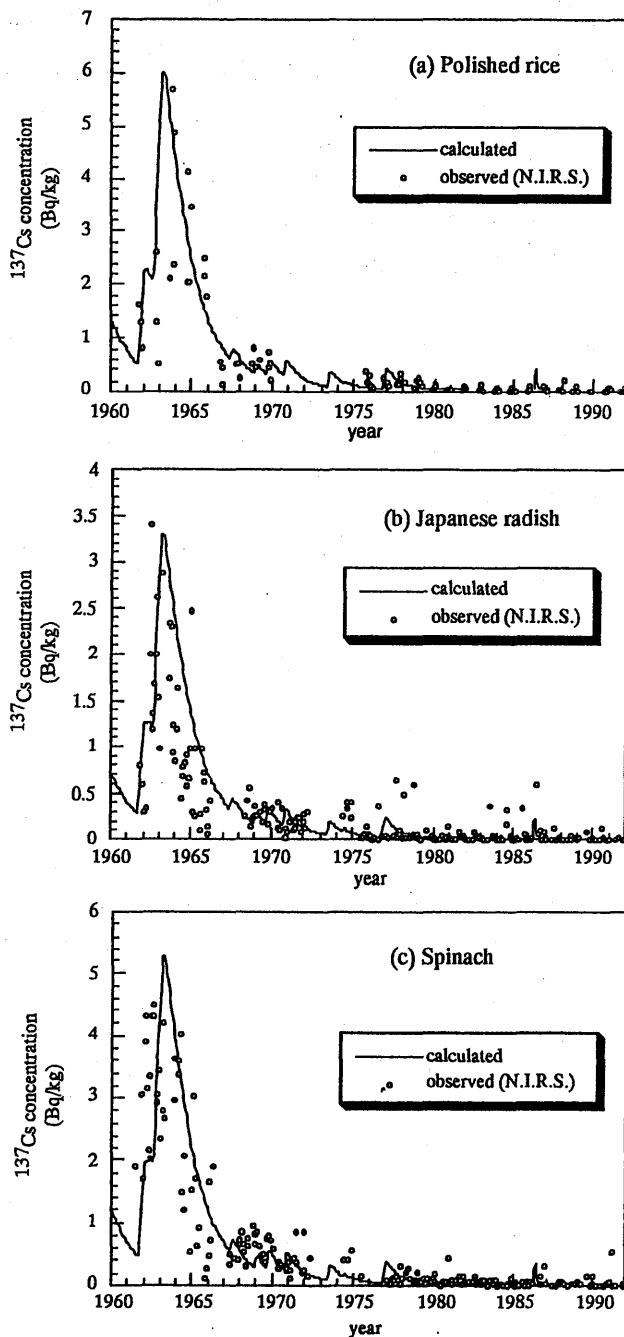 7
6
5
4
3
2
1
0
137Cs concentration
(Bq/kg)
(a) Polished rice
calculated
observed (N.I.R.S.)
1960 1965 1970 1975 1980 1985 1990
year
4
3.5
3
2.5
2
1.5
1
0.5
0
137Cs concentration
(Bq/kg)
(b) Japanese radish
calculated
observed (N.I.R.S.)
1960 1965 1970 1975 1980 1985 1990
year
6
5
4
3
2
1
0
137Cs concentration
(Bq/kg)
(c) Spinach
calculated
observed (N.I.R.S.)
1960 1965 1970 1975 1980 1985 1990
year